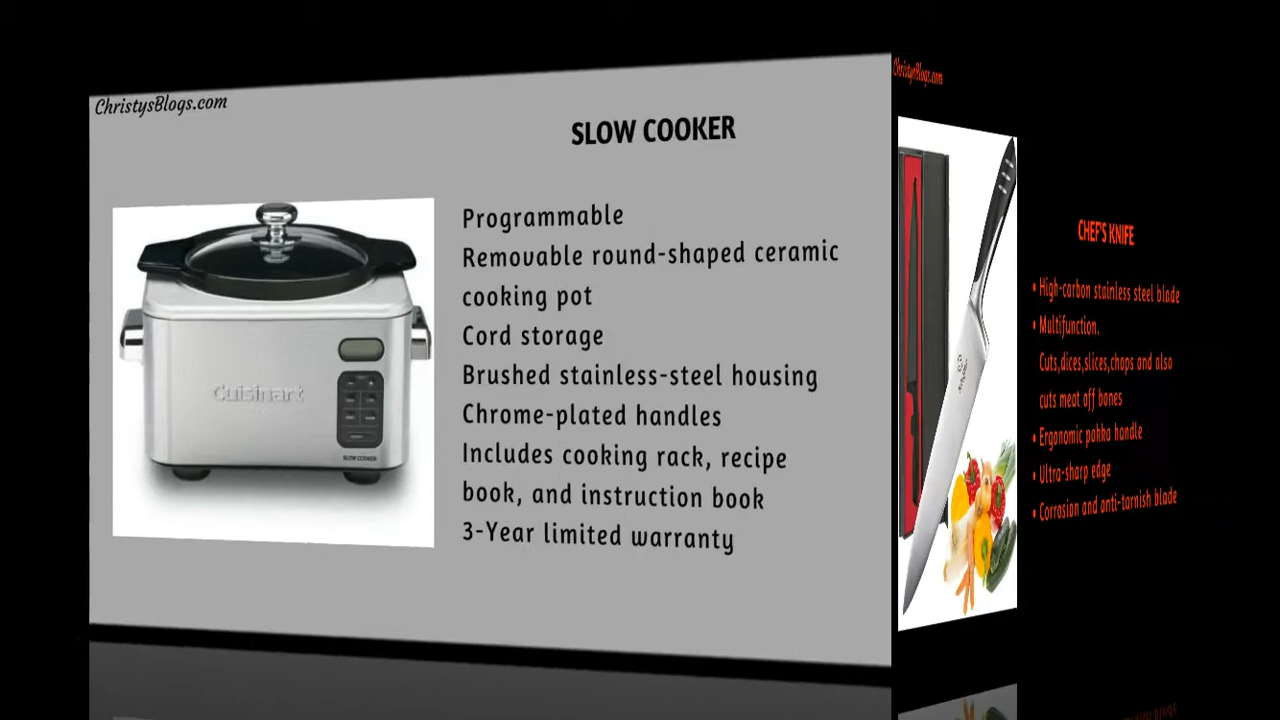 ChristysBlogs.com
SLOW COOKER
Programmable
Removable round-shaped ceramic
cooking pot
Cord storage
Brushed stainless-steel housing
Chrome-plated handles
Includes cooking rack, recipe
book, and instruction book
3-Year limited warranty
Cuisinart
SLOW COOKER
ChristysBlogs.com
CHEF'S KNIFE
• High-carbon stainless steel blade
• Multifunction.
Cuts,dices,slices,chops and also
cuts meat off bones
• Ergonomic pakka handle
• Ultra-sharp edge
• Corrosion and anti-tarnish blade